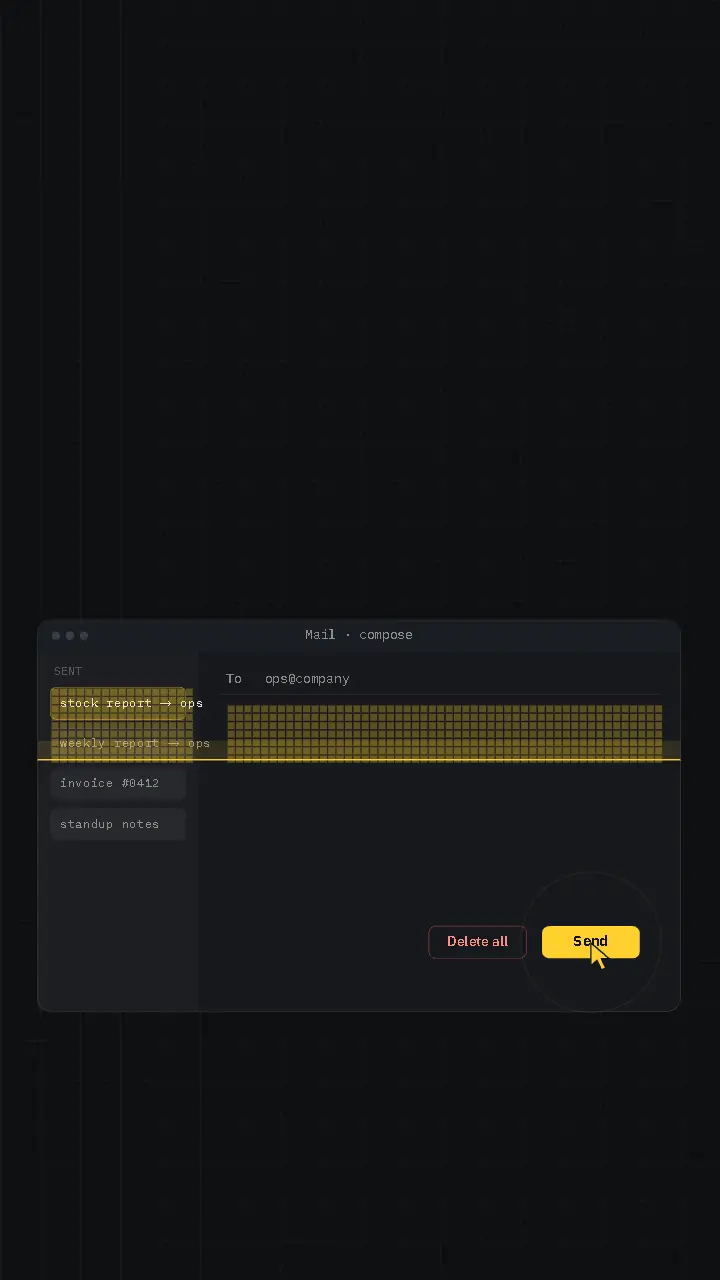 Mail · compose
SENT
stock report → ops
weekly report → ops
invoice #0412
standup notes
To ops@company
Delete all
Send